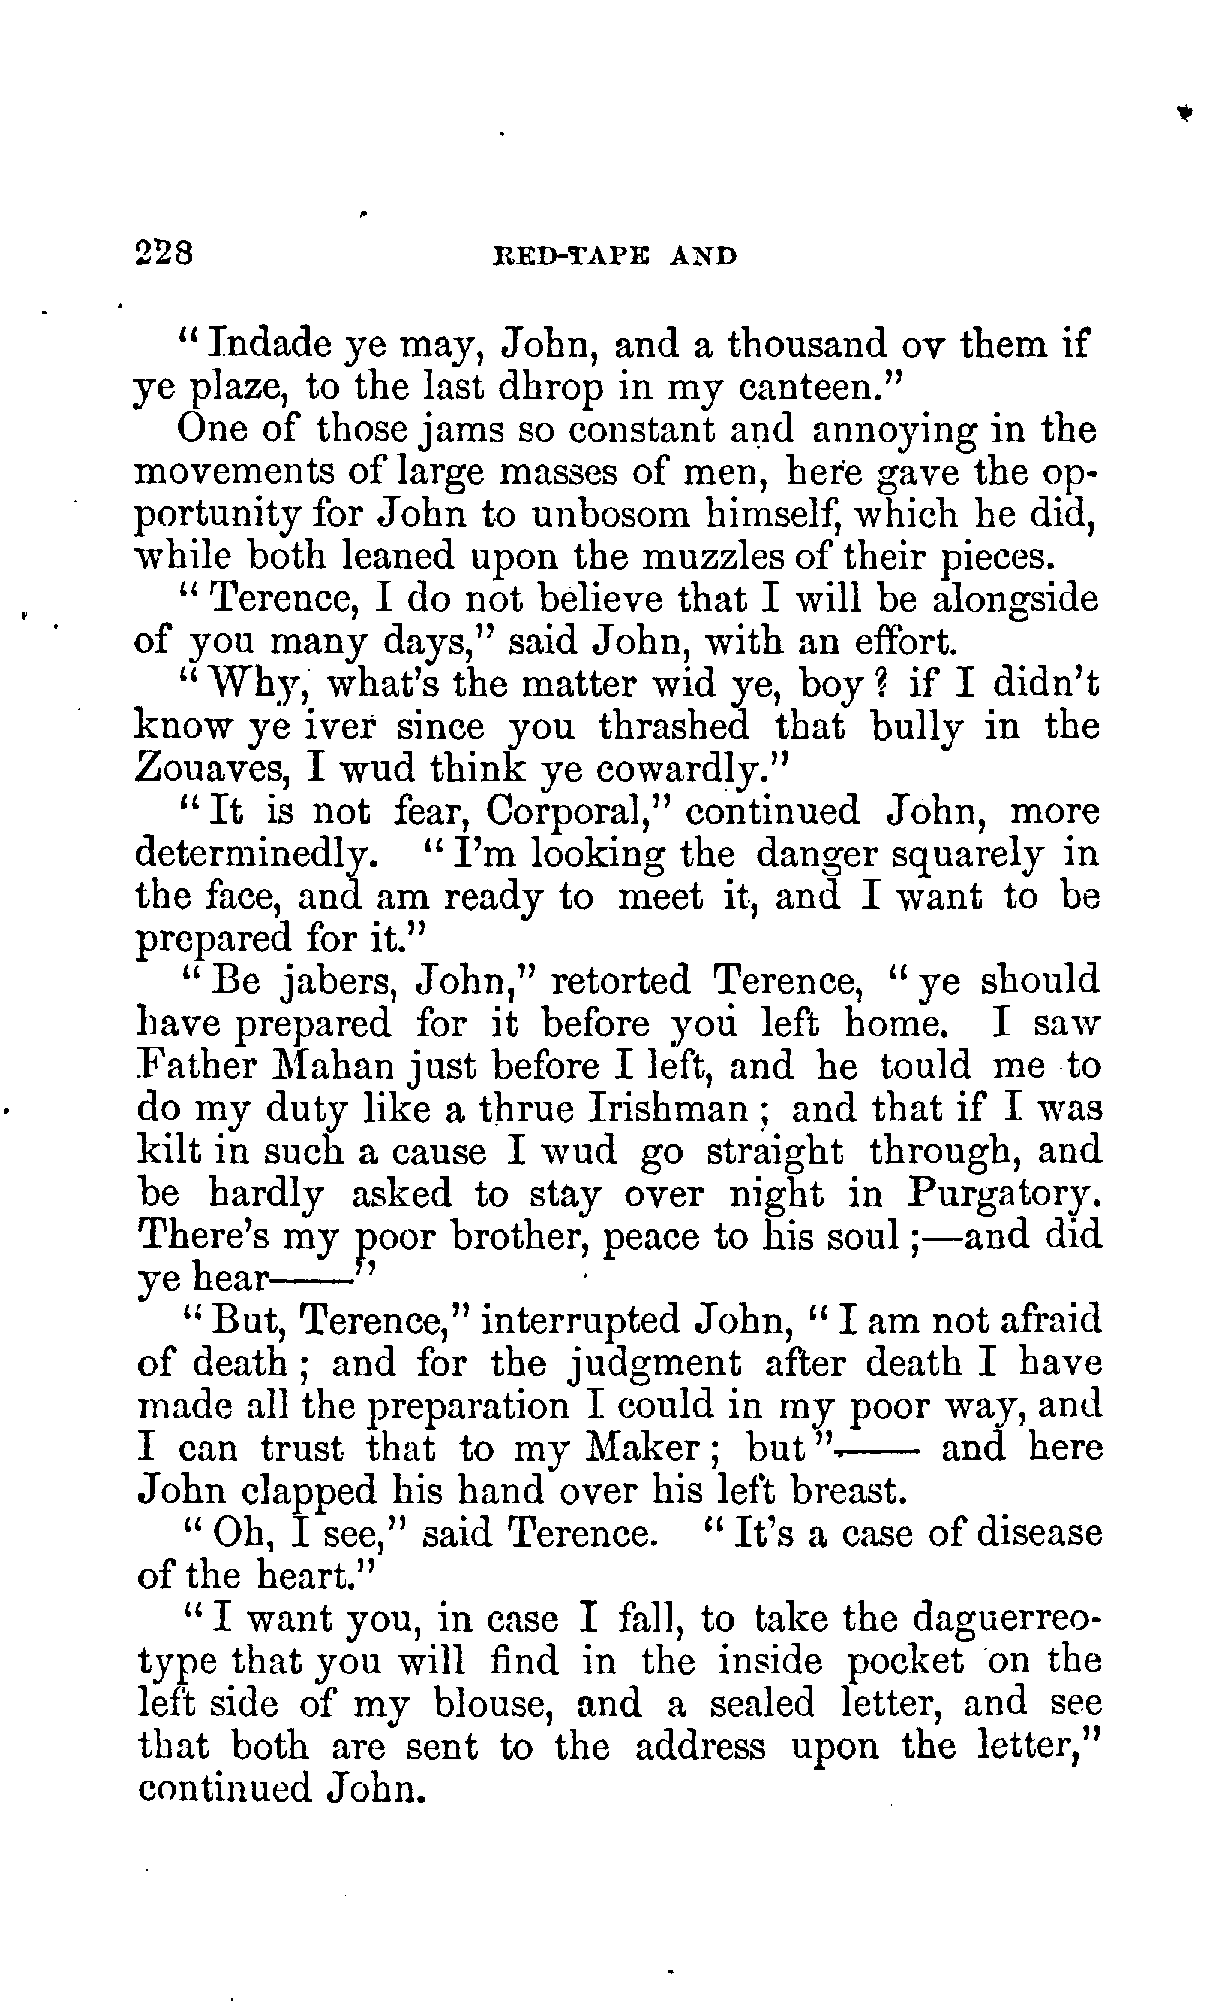 228 RED-TAPE AND
"Indade ye may, John, and a thousand ov them if
ye plaze, to the last dhrop in my canteen."
One of those jams so constant and annoying in the
movements of large masses of men, here gave the op-
portunity for John to unbosom himself, which he did,
while both leaned upon the muzzles of their pieces.
"Terence, I do not believe that I will be alongside
of you many days," said John, with an effort.
"Why, what's the matter wid ye, boy? if I didn't
know ye iver since you thrashed that bully in the
Zouaves, I wud think ye cowardly."
"It is not fear, Corporal," continued John, more
determinedly. "I'm looking the danger squarely in
the face, and am ready to meet it, and I want to be
prepared for it."
"Be jabers, John," retorted Terence, "ye should
have prepared for it before you left home. I saw
Father Mahan just before I left, and he tould me to
do my duty like a thrue Irishman; and that if I was
kilt in such a cause I wud go straight through, and
be hardly asked to stay over night in Purgatory.
There's my poor brother, peace to his soul;—and did
ye hear——"
"But, Terence," interrupted John, "I am not afraid
of death; and for the judgment after death I have
made all the preparation I could in my poor way, and
I can trust that to my Maker; but"—— and here
John clapped his hand over his left breast.
"Oh, I see," said Terence. "It's a case of disease
of the heart."
"I want you, in case I fall, to take the daguerreo-
type that you will find in the inside pocket on the
left side of my blouse, and a sealed letter, and see
that both are sent to the address upon the letter,"
continued John.